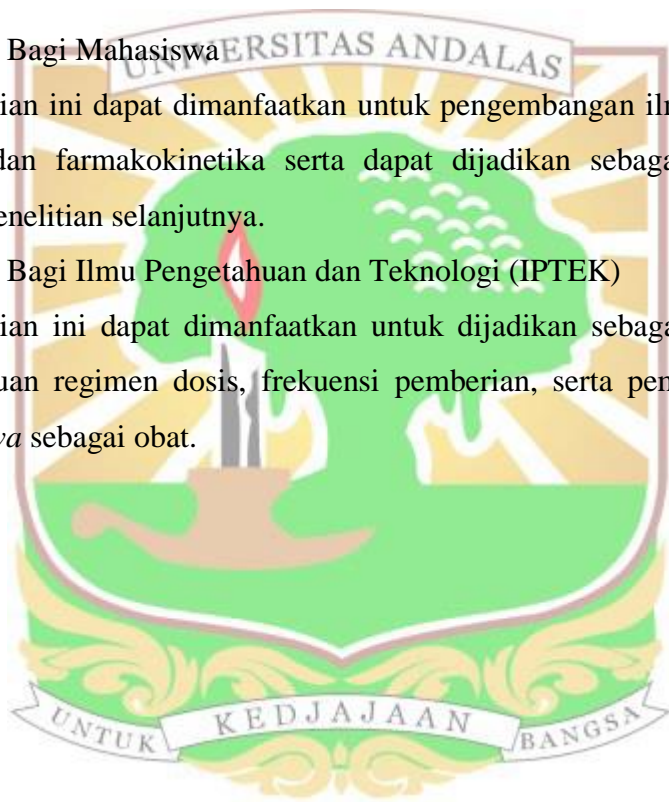 Bagi Mahasiswa
UNIVERSITAS ANDALAS
ian ini dapat dimanfaatkan untuk pengembangan iln
dan farmakokinetika serta dapat dijadikan sebaga
enelitian selanjutnya.
Bagi Ilmu Pengetahuan dan Teknologi (IPTEK)
ian ini dapat dimanfaatkan untuk dijadikan sebaga
uan regimen dosis, frekuensi pemberian, serta pen
va sebagai obat.
UNTUK KEDJAJAAN BANGSA